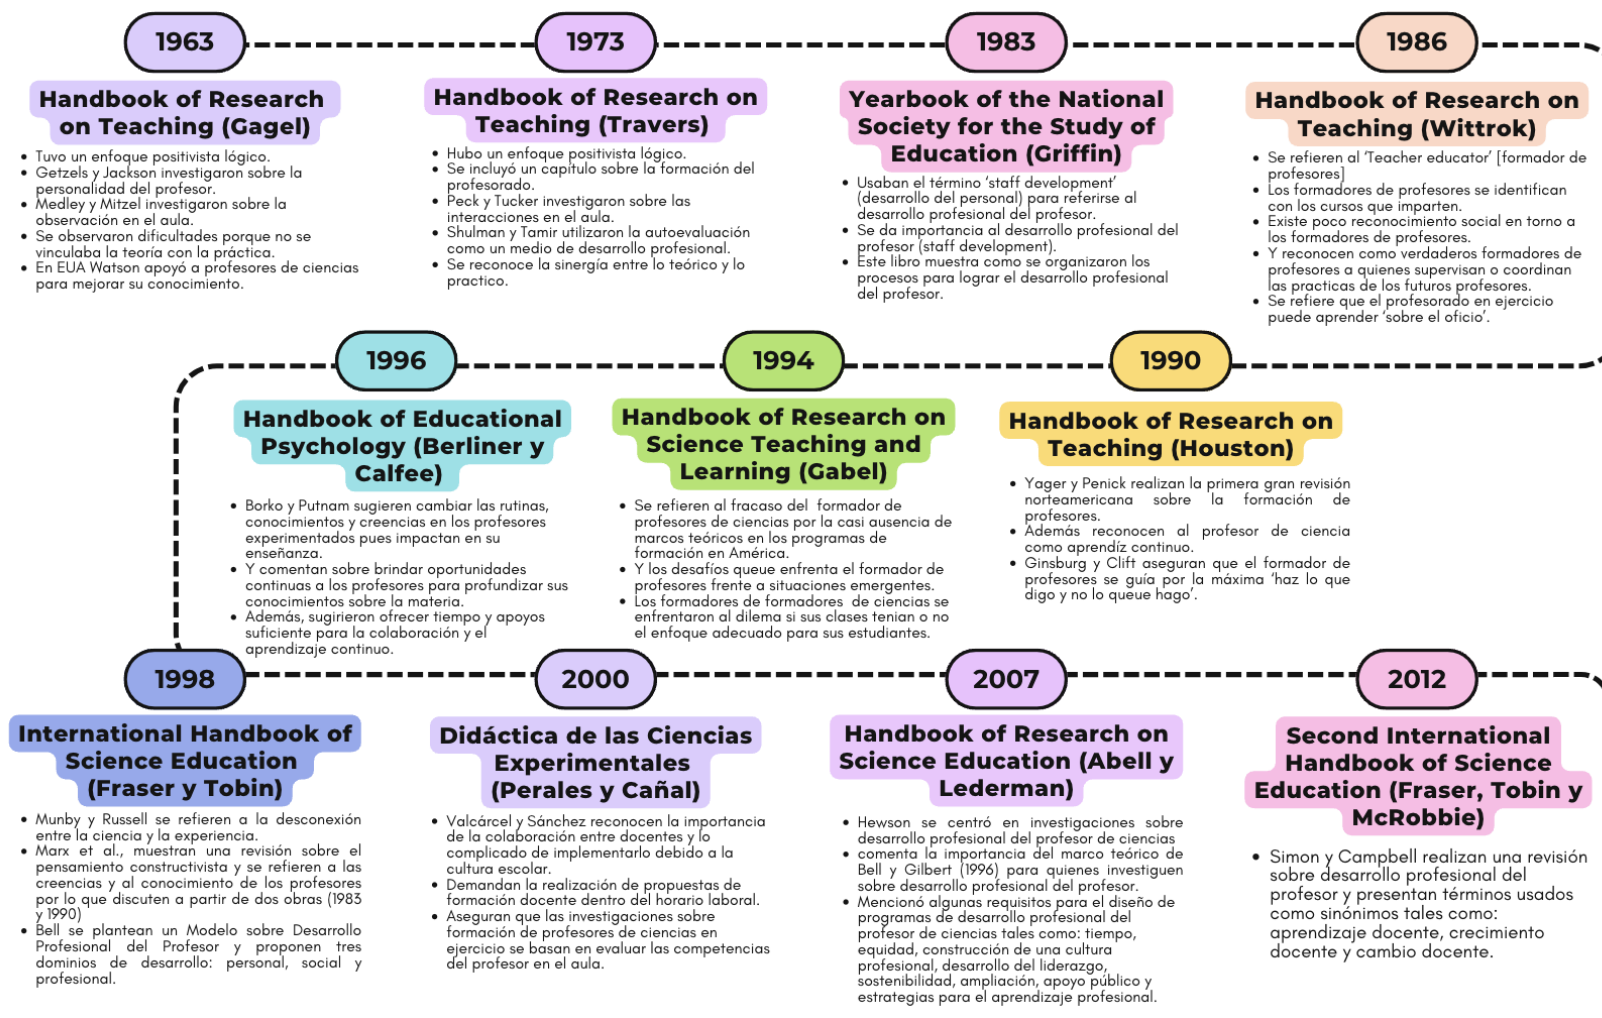 1963
Handbook of Research
on Teaching (Gagel)
• Tuvo un enfoque positivista lógico.
• Getzels y Jackson investigaron sobre la
personalidad del profesor.
• Medley y Mitzel investigaron sobre la
observación en el aula.
• Se observaron dificultades porque no se
vinculaba la teoría con la práctica.
• En EUA Watson apoyó a profesores de ciencias
para mejorar su conocimiento.
1973
Handbook of Research on
Teaching (Travers)
• Hubo un enfoque positivista lógico.
• Se incluyó un capítulo sobre la formación del
profesorado.
• Peck y Tucker investigaron sobre las
interacciones en el aula.
• Shulman y Tamir utilizaron la autoevaluación
como un medio de desarrollo profesional.
• Se reconoce la sinergía entre lo teórico y lo
practico.
1983
Yearbook of the National
Society for the Study of
Education (Griffin)
• Usaban el término ‘staff development’
(desarrollo del personal) para referirse al
desarrollo profesional del profesor.
• Se da importancia al desarrollo profesional del
profesor (staff development).
• Este libro muestra como se organizaron los
procesos para lograr el desarrollo profesional
del profesor.
1986
Handbook of Research on
Teaching (Wittrok)
• Se refieren al ‘Teacher educator’ [formador de
profesores]
• Los formadores de profesores se identifican
con los cursos que imparten.
• Existe poco reconocimiento social en torno a
los formadores de profesores.
• Y reconocen como verdaderos formadores de
profesores a quienes supervisan o coordinan
las practicas de los futuros profesores.
• Se refiere que el profesorado en ejercicio
puede aprender ‘sobre el oficio’.
1996
Handbook of Educational
Psychology (Berliner y
Calfee)
• Borko y Putnam sugieren cambiar las rutinas,
conocimientos y creencias en los profesores
experimentados pues impactan en su
enseñanza.
• Y comentan sobre brindar oportunidades
continuas a los profesores para profundizar sus
conocimientos sobre la materia.
• Además, sugirieron ofrecer tiempo y apoyos
suficiente para la colaboración y el
aprendizaje continuo.
1994
Handbook of Research on
Science Teaching and
Learning (Gabel)
• Se refieren al fracaso del formador de
profesores de ciencias por la casi ausencia de
marcos teóricos en los programas de
formación en América.
• Y los desafíos queue enfrenta el formador de
profesores frente a situaciones emergentes.
• Los formadores de formadores de ciencias se
enfrentaron al dilema si sus clases tenian o no
el enfoque adecuado para sus estudiantes.
1990
Handbook of Research on
Teaching (Houston)
• Yager y Penick realizan la primera gran revisión
norteamericana sobre la formación de
profesores.
• Además reconocen al profesor de ciencia
como aprendíz continuo.
• Ginsburg y Clift aseguran que el formador de
profesores se guía por la máxima ‘haz lo que
digo y no lo queue hago’.
1998
International Handbook of
Science Education
(Fraser y Tobin)
• Munby y Russell se refieren a la desconexión
entre la ciencia y la experiencia.
• Marx et al., muestran una revisión sobre el
pensamiento constructivista y se refieren a las
creencias y al conocimiento de los profesores
por lo que discuten a partir de dos obras (1983
y 1990)
• Bell se plantean un Modelo sobre Desarrollo
Profesional del Profesor y proponen tres
dominios de desarrollo: personal, social y
profesional.
2000
Didáctica de las Ciencias
Experimentales
(Perales y Cañal)
• Valcárcel y Sánchez reconocen la importancia
de la colaboración entre docentes y lo
complicado de implementarlo debido a la
cultura escolar.
• Demandan la realización de propuestas de
formación docente dentro del horario laboral.
• Aseguran que las investigaciones sobre
formación de profesores de ciencias en
ejercicio se basan en evaluar las competencias
del profesor en el aula.
2007
Handbook of Research on
Science Education (Abell y
Lederman)
• Hewson se centró en investigaciones sobre
desarrollo profesional del profesor de ciencias
• comenta la importancia del marco teórico de
Bell y Gilbert (1996) para quienes investiguen
sobre desarrollo profesional del profesor.
• Mencionó algunas requisitos para el diseño de
programas de desarrollo profesional del
profesor de ciencias tales como: tiempo,
equidad, construcción de una cultura
profesional, desarrollo del liderazgo,
sostenibilidad, ampliación, apoyo público y
estrategias para el aprendizaje profesional.
2012
Second International
Handbook of Science
Education (Fraser, Tobin y
McRobbie)
• Simon y Campbell realizan una revisión
sobre desarrollo profesional del
profesor y presentan términos usados
como sinónimos tales como:
aprendizaje docente, crecimiento
docente y cambio docente.